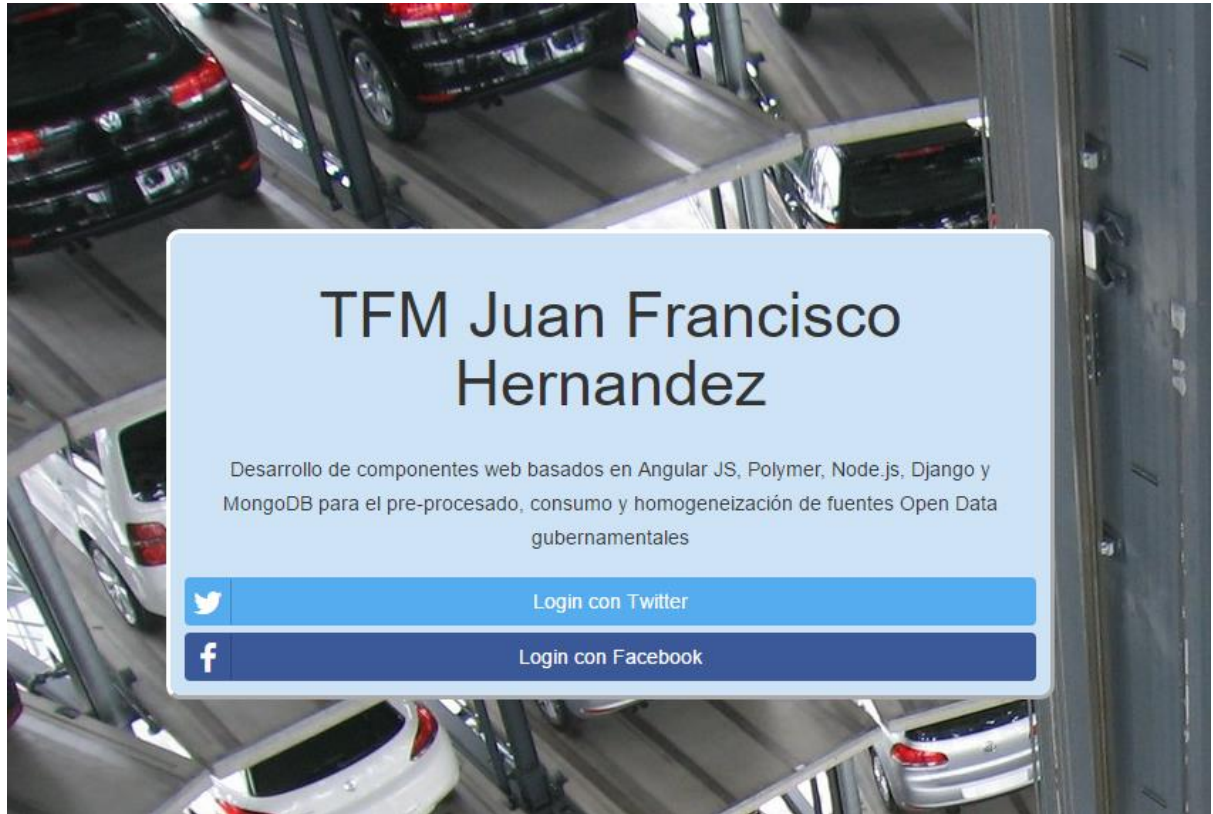 TFM Juan Francisco
Hernandez
Desarrollo de componentes web basados en Angular JS, Polymer, Node.js, Django y
MongoDB para el pre-procesado, consumo y homogeneización de fuentes Open Data
gubernamentales
Login con Twitter
Login con Facebook